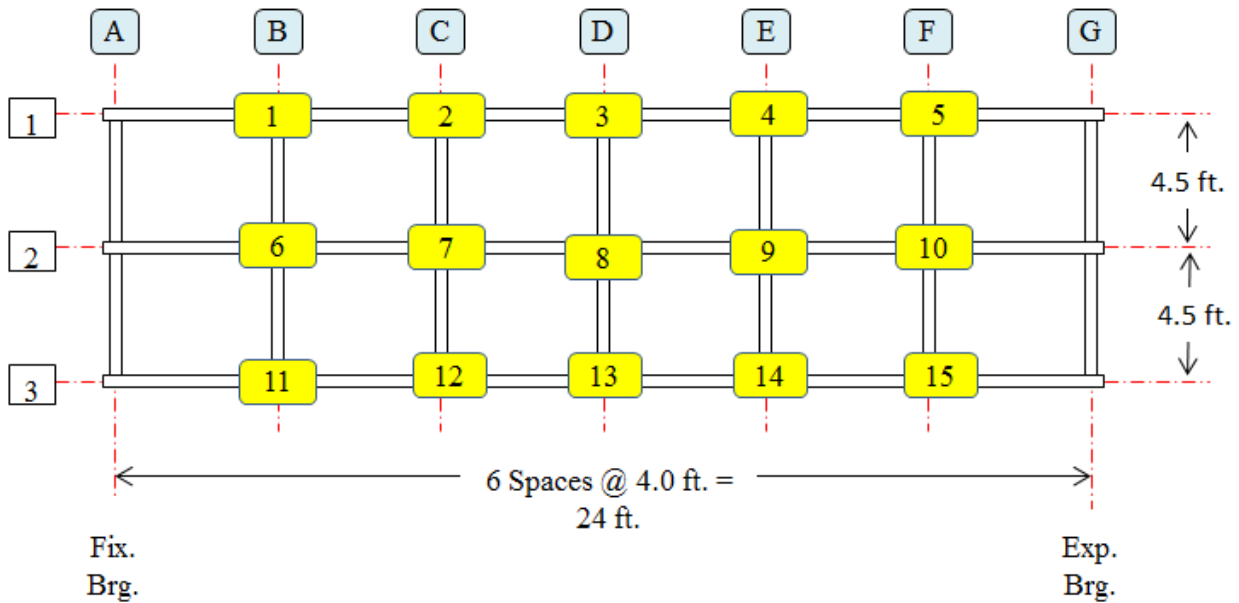 A B C D E F G
1
1 2 3 4 5
4.5 ft.
2
6 7 8 9 10
4.5 ft.
3
11 12 13 14 15
6 Spaces @ 4.0 ft. =
24 ft.
Fix.
Brg.
Exp.
Brg.